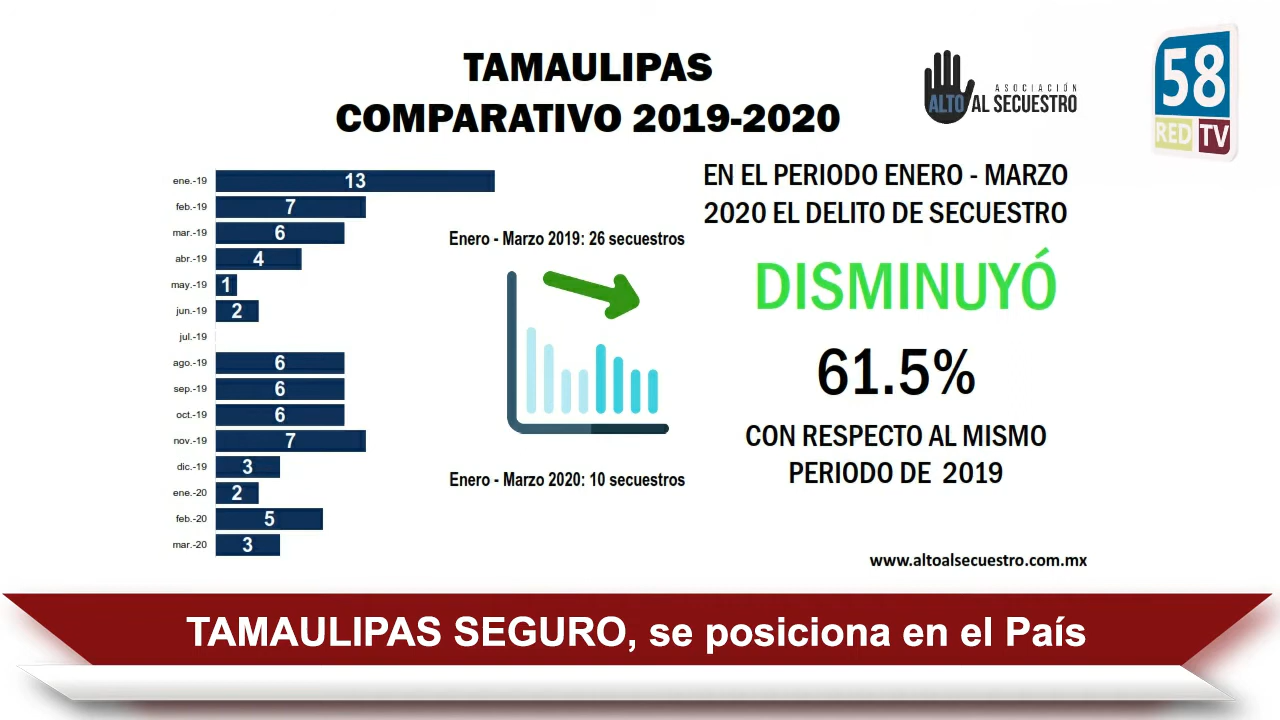 TAMAULIPAS
COMPARATIVO 2019-2020
ASOCIACIÓN
ALTO AL SECUESTRO
58
RED TV
ene.-19 13
feb.-19 7
mar.-19 6
abr.-19 4
may.-19 1
jun.-19 2
jul.-19
ago.-19 6
sep.-19 6
oct.-19 6
nov.-19 7
dic.-19 3
ene.-20 2
feb.-20 5
mar.-20 3
Enero - Marzo 2019: 26 secuestros
Enero - Marzo 2020: 10 secuestros
EN EL PERIODO ENERO - MARZO
2020 EL DELITO DE SECUESTRO
DISMINUYÓ
61.5%
CON RESPECTO AL MISMO
PERIODO DE 2019
www.altoalsecuestro.com.mx
TAMAULIPAS SEGURO, se posiciona en el País